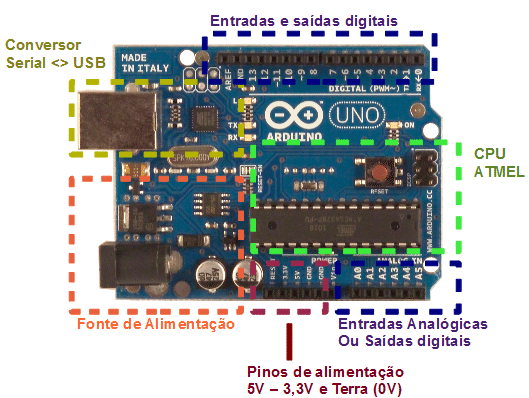 Entradas e saídas digitais
Conversor
Serial <> USB
MADE
IN ITALY
AREF
GND
13
12
~11
~10
~9
8
7
~6
~5
4
~3
2
TX→1
RX←0
DIGITAL (PWM~)
L
TX
RX
ARDUINO
UNO
ON
CPU
ATMEL
RESET-EN
RESET
ICSP
WWW.ARDUINO.CC
POWER
ANALOG IN
RESET
3.3V
5V
GND
GND
Vin
A0
A1
A2
A3
A4
A5
Fonte de Alimentação
Entradas Analógicas
Ou Saídas digitais
Pinos de alimentação
5V – 3,3V e Terra (0V)